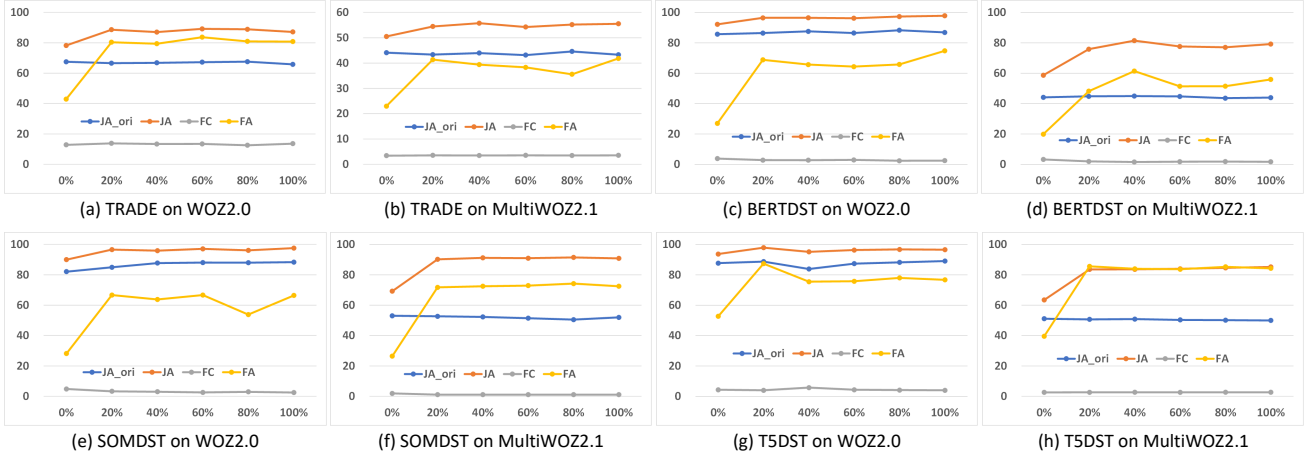 100
80
60
40
20
0
JA_ori JA FC FA
0% 20% 40% 60% 80% 100%
(a) TRADE on WOZ2.0
60
50
40
30
20
10
0
JA_ori JA FC FA
0% 20% 40% 60% 80% 100%
(b) TRADE on MultiWOZ2.1
100
80
60
40
20
0
JA_ori JA FC FA
0% 20% 40% 60% 80% 100%
(c) BERTDST on WOZ2.0
100
80
60
40
20
0
JA_ori JA FC FA
0% 20% 40% 60% 80% 100%
(d) BERTDST on MultiWOZ2.1
100
80
60
40
20
0
JA_ori JA FC FA
0% 20% 40% 60% 80% 100%
(e) SOMDST on WOZ2.0
100
80
60
40
20
0
JA_ori JA FC FA
0% 20% 40% 60% 80% 100%
(f) SOMDST on MultiWOZ2.1
100
80
60
40
20
0
JA_ori JA FC FA
0% 20% 40% 60% 80% 100%
(g) T5DST on WOZ2.0
100
80
60
40
20
0
JA_ori JA FC FA
0% 20% 40% 60% 80% 100%
(h) T5DST on MultiWOZ2.1